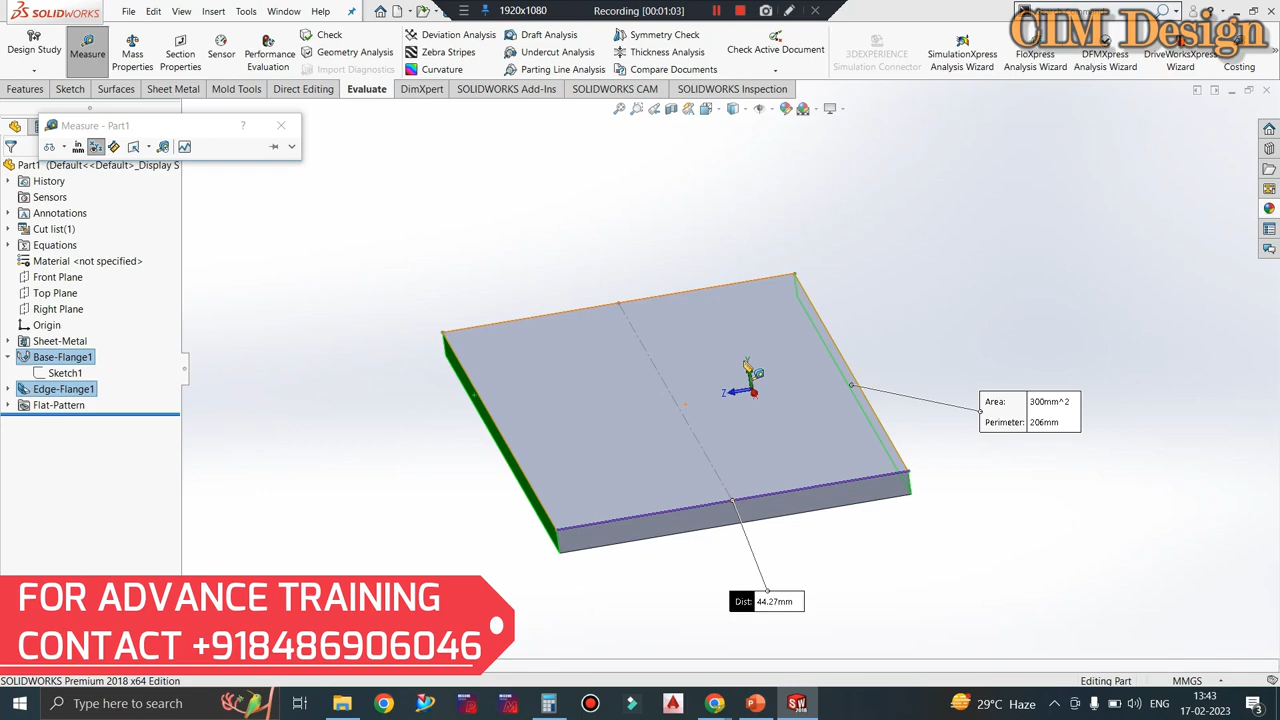 SOLIDWORKS
File
Edit
View
Insert
Tools
Window
Help
1920x1080
Recording [00:01:03]
CIM Design
Design Study
Measure
Mass Properties
Section Properties
Sensor
Performance Evaluation
Check
Geometry Analysis
Import Diagnostics
Deviation Analysis
Zebra Stripes
Curvature
Draft Analysis
Undercut Analysis
Parting Line Analysis
Symmetry Check
Thickness Analysis
Compare Documents
Check Active Document
3DEXPERIENCE Simulation Connector
SimulationXpress Analysis Wizard
FloXpress Analysis Wizard
DFMXpress Analysis Wizard
DriveWorksXpress Wizard
Costing
Features
Sketch
Surfaces
Sheet Metal
Mold Tools
Direct Editing
Evaluate
DimXpert
SOLIDWORKS Add-Ins
SOLIDWORKS CAM
SOLIDWORKS Inspection
Measure - Part1
?
in
mm
Part1 (Default<<Default>_Display S
History
Sensors
Annotations
Cut list(1)
Equations
Material <not specified>
Front Plane
Top Plane
Right Plane
Origin
Sheet-Metal
Base-Flange1
Sketch1
Edge-Flange1
Flat-Pattern
Y
Z
Area: 300mm^2
Perimeter: 206mm
Dist: 44.27mm
FOR ADVANCE TRAINING
CONTACT +918486906046
SOLIDWORKS Premium 2018 x64 Edition
Editing Part
MMGS
Type here to search
29°C Haze
ENG
13:43
17-02-2023